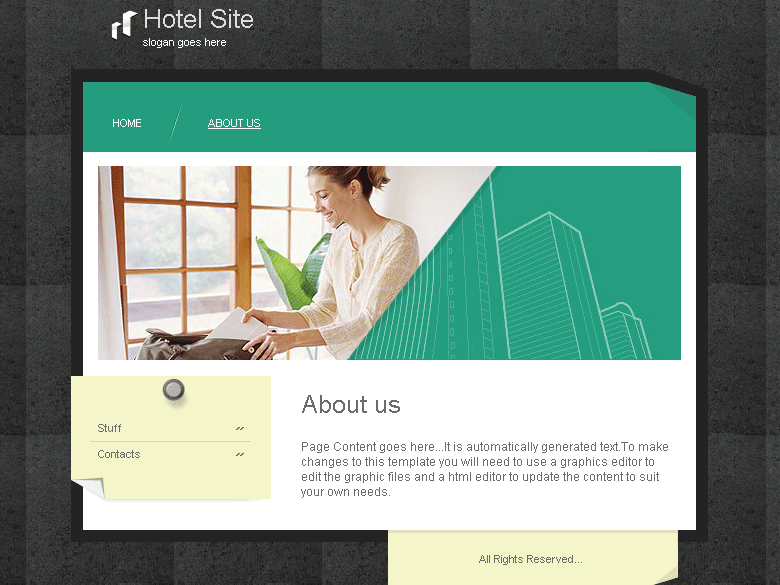 Hotel Site
slogan goes here
HOME
ABOUT US
Stuff
Contacts
About us
Page Content goes here...It is automatically generated text.To make
changes to this template you will need to use a graphics editor to
edit the graphic files and a html editor to update the content to suit
your own needs.
All Rights Reserved...